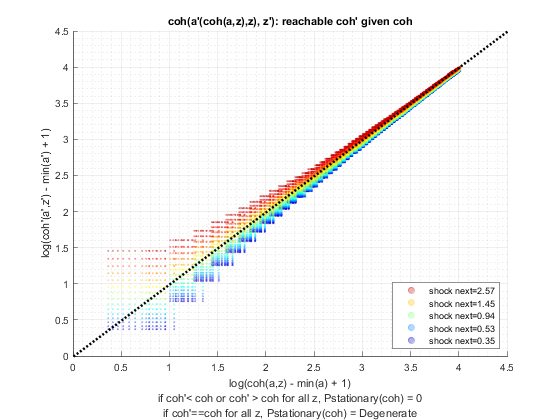 coh(a'(coh(a,z),z), z'): reachable coh' given coh
4.5
4
3.5
3
2.5
2
1.5
1
0.5
0
log(coh'(a',z') - min(a') + 1)
shock next=2.57
shock next=1.45
shock next=0.94
shock next=0.53
shock next=0.35
0 0.5 1 1.5 2 2.5 3 3.5 4 4.5
log(coh(a,z) - min(a) + 1)
if coh'< coh or coh' > coh for all z, Pstationary(coh) = 0
if coh'==coh for all z, Pstationary(coh) = Degenerate